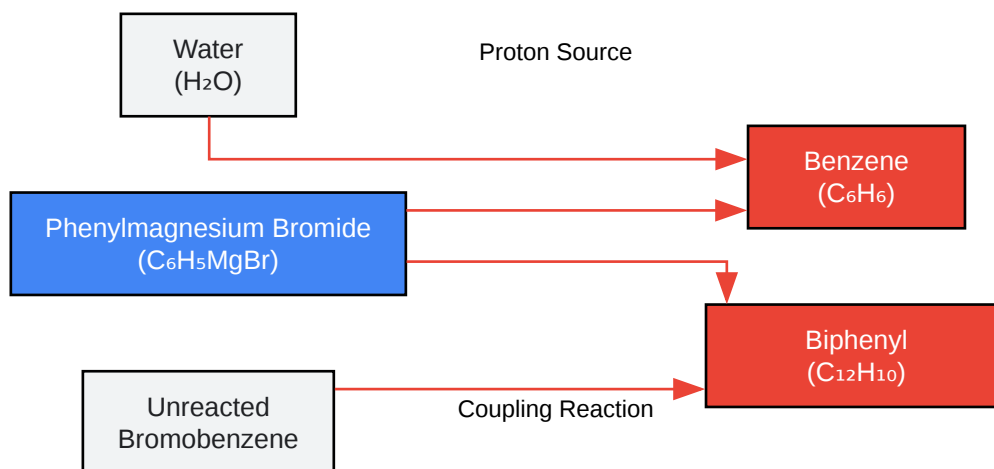 Water
(H₂O)
Proton Source
Benzene
(C₆H₆)
Phenylmagnesium Bromide
(C₆H₅MgBr)
Biphenyl
(C₁₂H₁₀)
Unreacted
Bromobenzene
Coupling Reaction